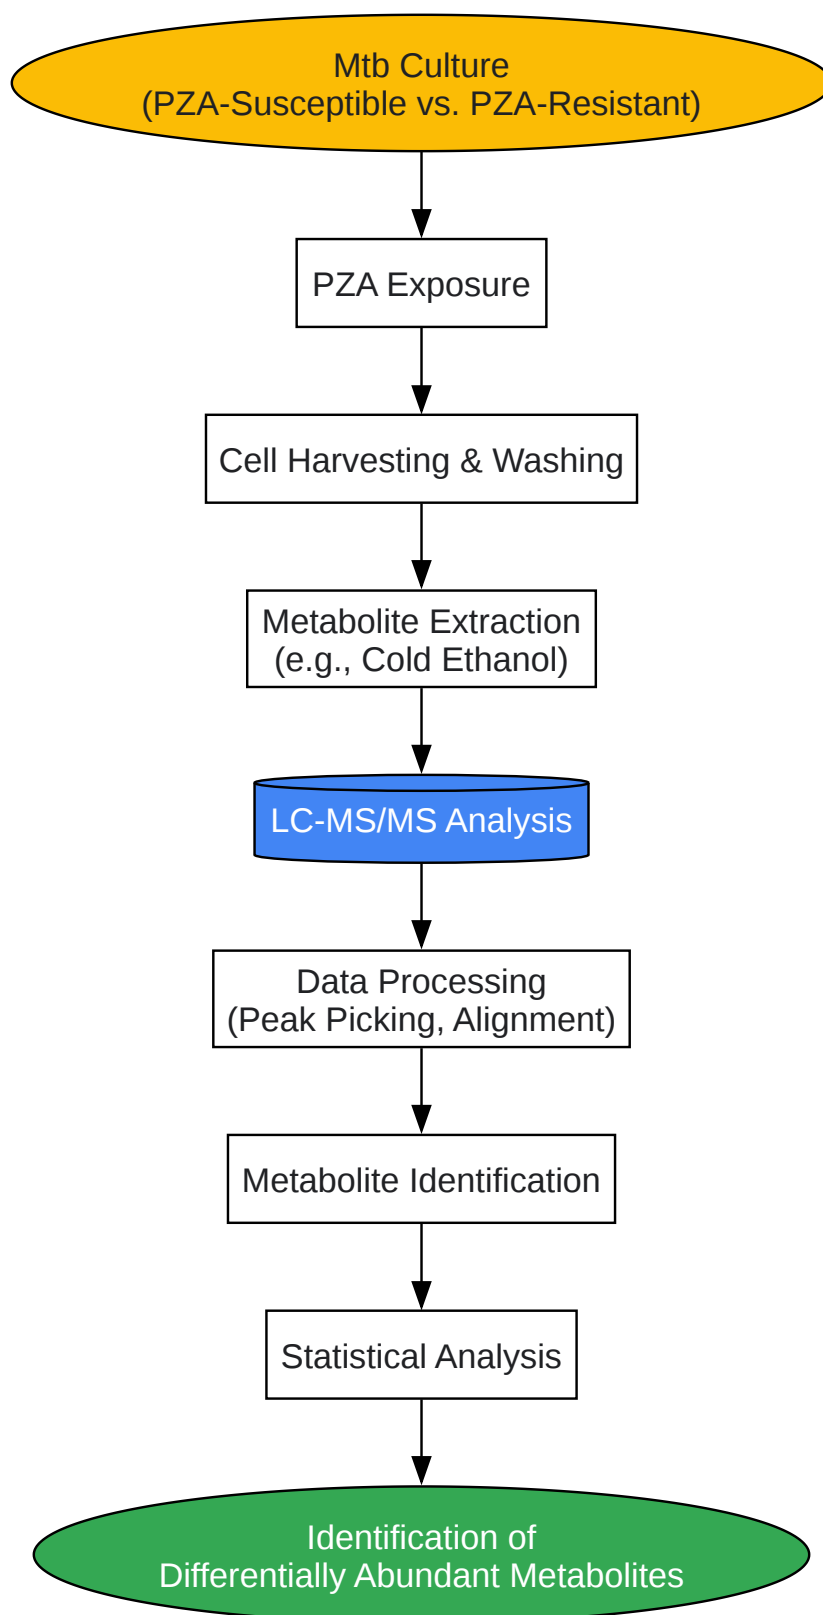 Mtb Culture
(PZA-Susceptible vs. PZA-Resistant)
PZA Exposure
Cell Harvesting & Washing
Metabolite Extraction
(e.g., Cold Ethanol)
LC-MS/MS Analysis
Data Processing
(Peak Picking, Alignment)
Metabolite Identification
Statistical Analysis
Identification of
Differentially Abundant Metabolites